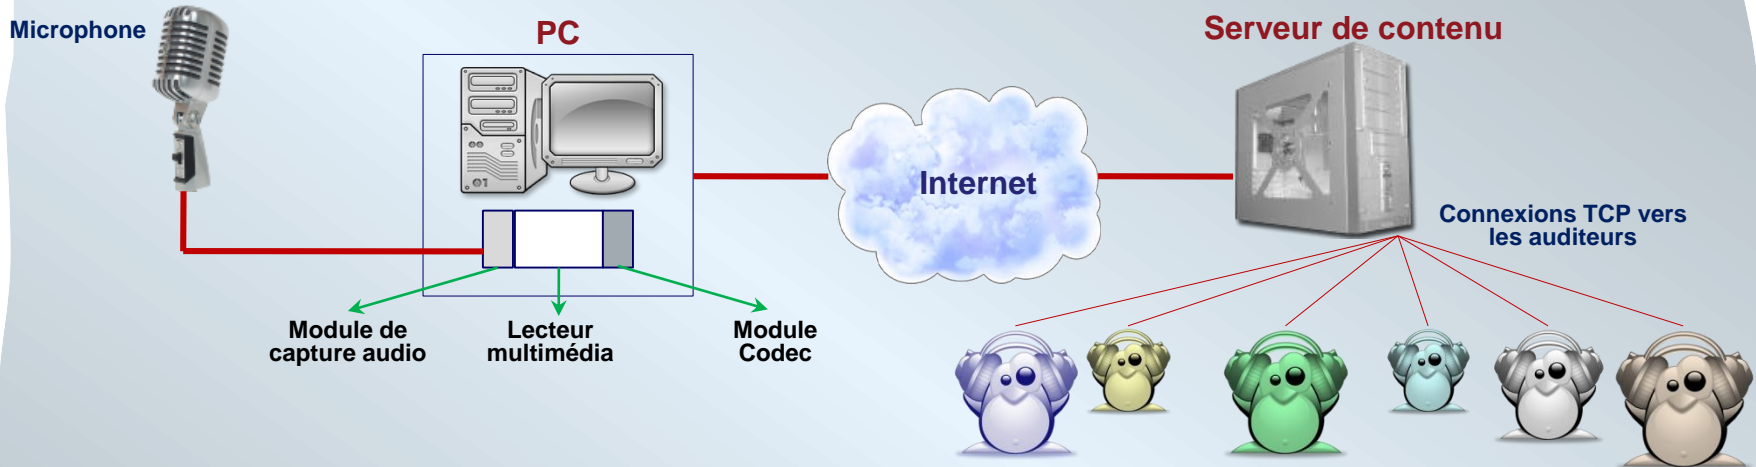 Microphone
PC
Serveur de contenu
Internet
Connexions TCP vers
les auditeurs
Module de
capture audio
Lecteur
multimédia
Module
Codec